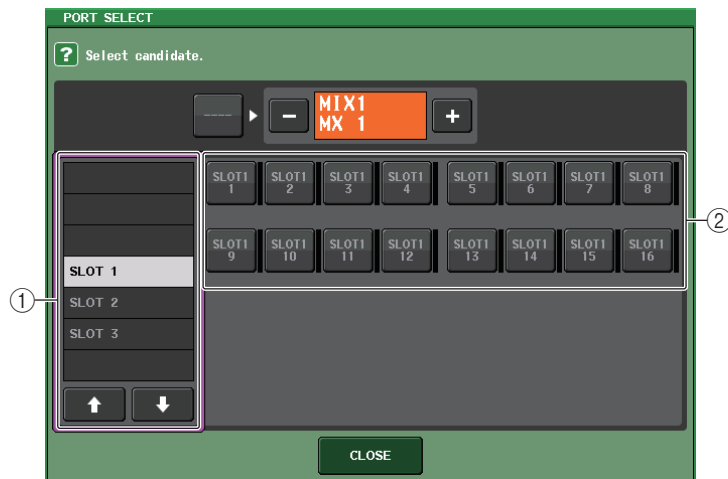 PORT SELECT
? Select candidate.
----
− MIX1 +
MX 1
SLOT1 1
SLOT1 2
SLOT1 3
SLOT1 4
SLOT1 5
SLOT1 6
SLOT1 7
SLOT1 8
SLOT1 9
SLOT1 10
SLOT1 11
SLOT1 12
SLOT1 13
SLOT1 14
SLOT1 15
SLOT1 16
② 
SLOT 1
① 
SLOT 2
SLOT 3
CLOSE